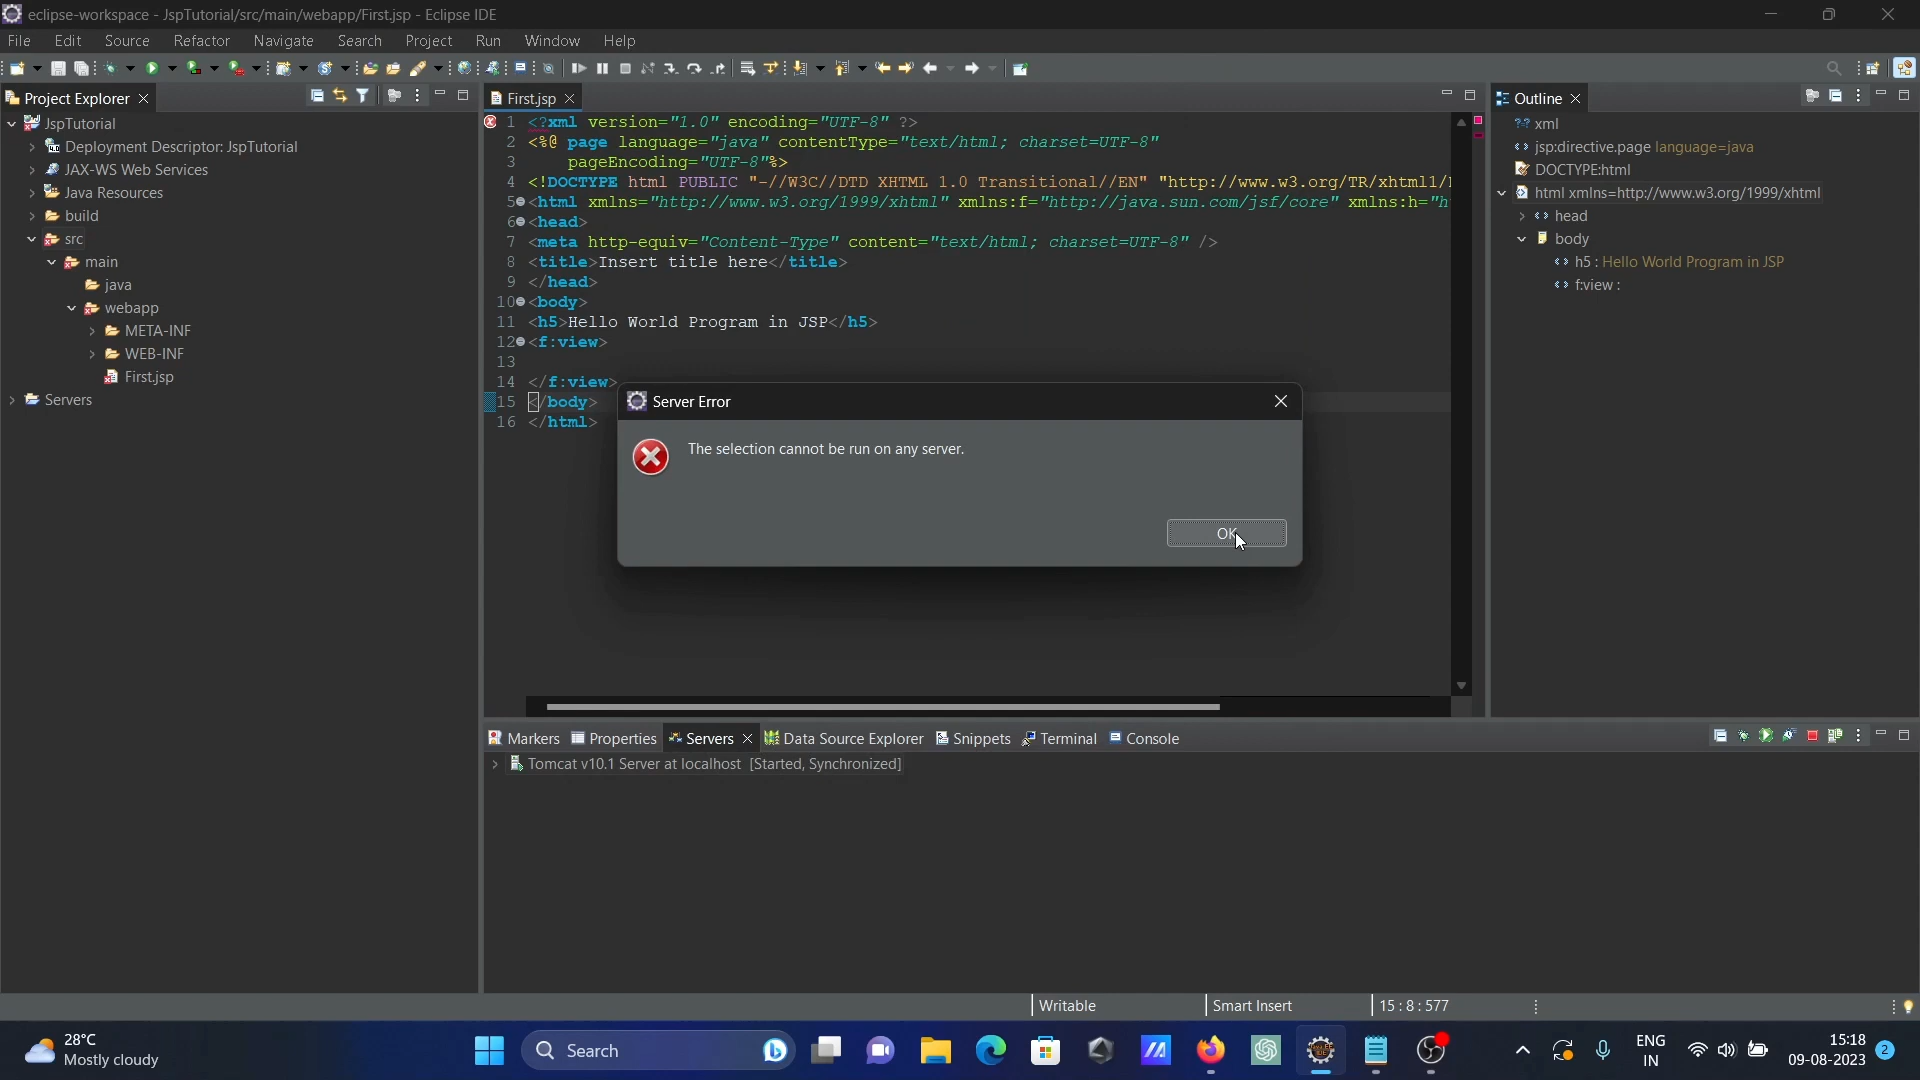 eclipse-workspace - JspTutorial/src/main/webapp/First.jsp - Eclipse IDE
File Edit Source Refactor Navigate Search Project Run Window Help
Project Explorer
JspTutorial
Deployment Descriptor: JspTutorial
JAX-WS Web Services
Java Resources
build
src
main
java
webapp
META-INF
WEB-INF
First.jsp
Servers
First.jsp
1 <?xml version="1.0" encoding="UTF-8" ?>
2 <%@ page language="java" contentType="text/html; charset=UTF-8"
3 pageEncoding="UTF-8"%>
4 <!DOCTYPE html PUBLIC "-//W3C//DTD XHTML 1.0 Transitional//EN" "http://www.w3.org/TR/xhtml1/
5 <html xmlns="http://www.w3.org/1999/xhtml" xmlns:f="http://java.sun.com/jsf/core" xmlns:h="h
6 <head>
7 <meta http-equiv="Content-Type" content="text/html; charset=UTF-8" />
8 <title>Insert title here</title>
9 </head>
10 <body>
11 <h5>Hello World Program in JSP</h5>
12 <f:view>
13
14 </f:view>
15 </body>
16 </html>
Server Error
The selection cannot be run on any server.
OK
Outline
xml
jsp:directive.page language=java
DOCTYPE:html
html xmlns=http://www.w3.org/1999/xhtml
head
body
h5 : Hello World Program in JSP
f:view :
Markers Properties Servers Data Source Explorer Snippets Terminal Console
Tomcat v10.1 Server at localhost [Started, Synchronized]
Writable Smart Insert 15 : 8 : 577
28°C
Mostly cloudy
Search
ENG
IN
15:18
09-08-2023
2